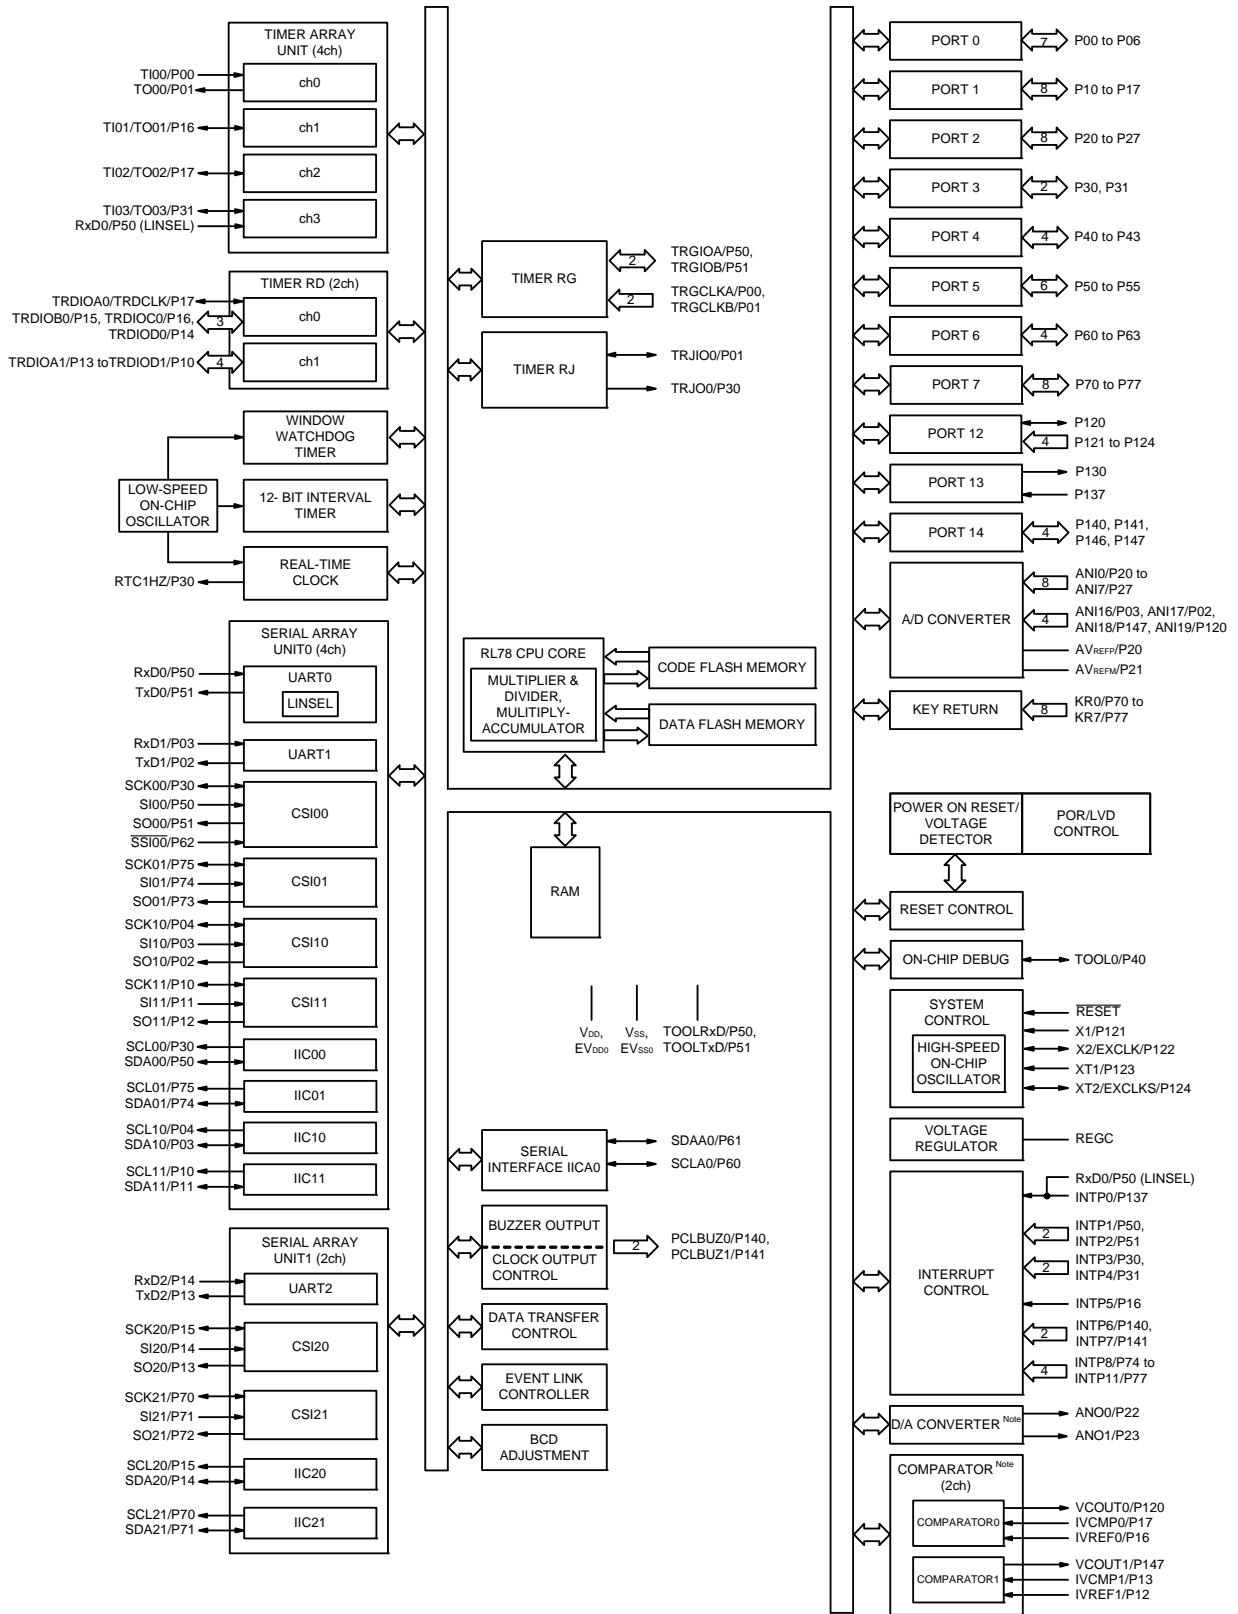 TIMER ARRAY
UNIT (4ch)
TI00/P00
TO00/P01
ch0
TI01/TO01/P16
ch1
TI02/TO02/P17
ch2
TI03/TO03/P31
RxD0/P50 (LINSEL)
ch3
TIMER RD (2ch)
TRDIOA0/TRDCLK/P17
TRDIOB0/P15, TRDIOC0/P16,
TRDIOD0/P14
3
ch0
TRDIOA1/P13 toTRDIOD1/P10
4
ch1
WINDOW
WATCHDOG
TIMER
LOW-SPEED
ON-CHIP
OSCILLATOR
12- BIT INTERVAL
TIMER
RTC1HZ/P30
REAL-TIME
CLOCK
SERIAL ARRAY
UNIT0 (4ch)
RxD0/P50
TxD0/P51
UART0
LINSEL
RxD1/P03
TxD1/P02
UART1
SCK00/P30
SI00/P50
SO00/P51
SSI00/P62
CSI00
SCK01/P75
SI01/P74
SO01/P73
CSI01
SCK10/P04
SI10/P03
SO10/P02
CSI10
SCK11/P10
SI11/P11
SO11/P12
CSI11
SCL00/P30
SDA00/P50
IIC00
SCL01/P75
SDA01/P74
IIC01
SCL10/P04
SDA10/P03
IIC10
SCL11/P10
SDA11/P11
IIC11
SERIAL ARRAY
UNIT1 (2ch)
RxD2/P14
TxD2/P13
UART2
SCK20/P15
SI20/P14
SO20/P13
CSI20
SCK21/P70
SI21/P71
SO21/P72
CSI21
SCL20/P15
SDA20/P14
IIC20
SCL21/P70
SDA21/P71
IIC21
TIMER RG
2
TRGIOA/P50,
TRGIOB/P51
2
TRGCLKA/P00,
TRGCLKB/P01
TIMER RJ
TRJIO0/P01
TRJO0/P30
RL78 CPU CORE
MULTIPLIER &
DIVIDER,
MULITIPLY-
ACCUMULATOR
CODE FLASH MEMORY
DATA FLASH MEMORY
RAM
VDD,
EVDD0
VSS,
EVSS0
TOOLRxD/P50,
TOOLTxD/P51
SERIAL
INTERFACE IICA0
SDAA0/P61
SCLA0/P60
BUZZER OUTPUT
CLOCK OUTPUT
CONTROL
2
PCLBUZ0/P140,
PCLBUZ1/P141
DATA TRANSFER
CONTROL
EVENT LINK
CONTROLLER
BCD
ADJUSTMENT
PORT 0
7
P00 to P06
PORT 1
8
P10 to P17
PORT 2
8
P20 to P27
PORT 3
2
P30, P31
PORT 4
4
P40 to P43
PORT 5
6
P50 to P55
PORT 6
4
P60 to P63
PORT 7
8
P70 to P77
PORT 12
P120
4
P121 to P124
PORT 13
P130
P137
PORT 14
4
P140, P141,
P146, P147
A/D CONVERTER
8
ANI0/P20 to
ANI7/P27
4
ANI16/P03, ANI17/P02,
ANI18/P147, ANI19/P120
AVREFP/P20
AVREFM/P21
KEY RETURN
8
KR0/P70 to
KR7/P77
POWER ON RESET/
VOLTAGE
DETECTOR
POR/LVD
CONTROL
RESET CONTROL
ON-CHIP DEBUG
TOOL0/P40
SYSTEM
CONTROL
HIGH-SPEED
ON-CHIP
OSCILLATOR
RESET
X1/P121
X2/EXCLK/P122
XT1/P123
XT2/EXCLKS/P124
VOLTAGE
REGULATOR
REGC
INTERRUPT
CONTROL
RxD0/P50 (LINSEL)
INTP0/P137
2
INTP1/P50,
INTP2/P51
2
INTP3/P30,
INTP4/P31
INTP5/P16
2
INTP6/P140,
INTP7/P141
4
INTP8/P74 to
INTP11/P77
D/A CONVERTER Note
ANO0/P22
ANO1/P23
COMPARATOR Note
(2ch)
COMPARATOR0
VCOUT0/P120
IVCMP0/P17
IVREF0/P16
COMPARATOR1
VCOUT1/P147
IVCMP1/P13
IVREF1/P12